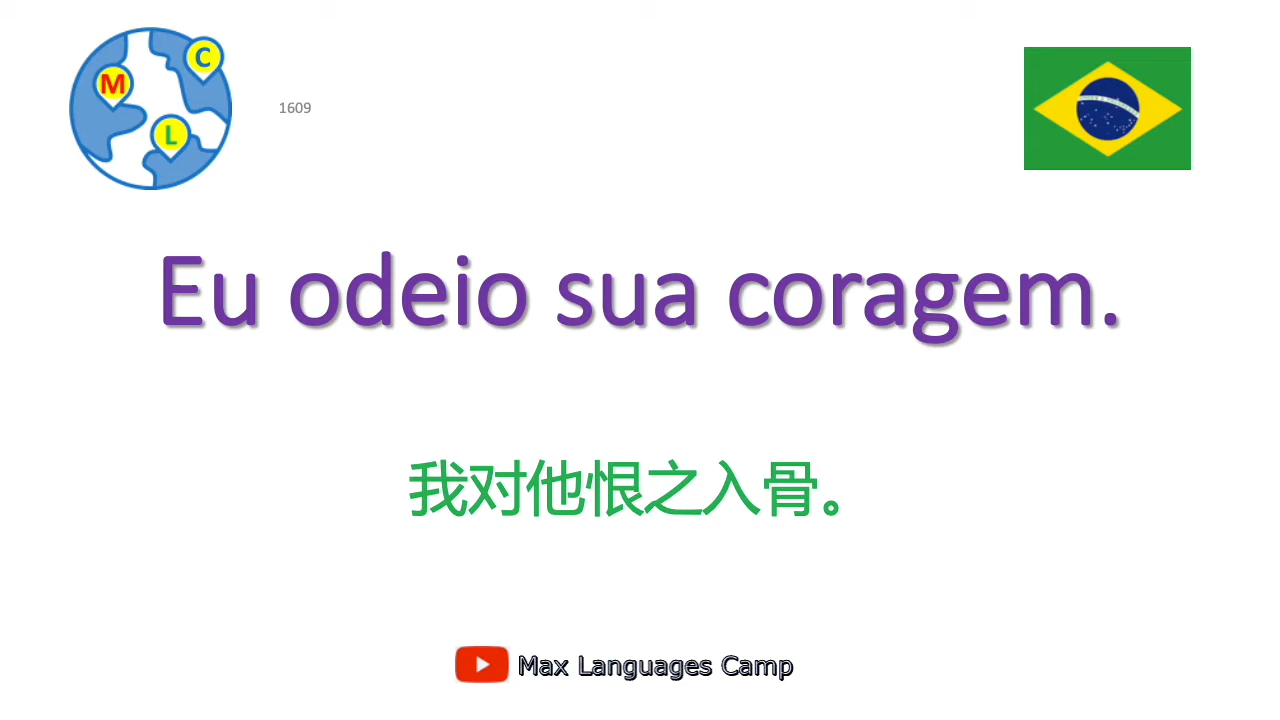 M
C
L
1609
Eu odeio sua coragem.
我对他恨之入骨。
Max Languages Camp